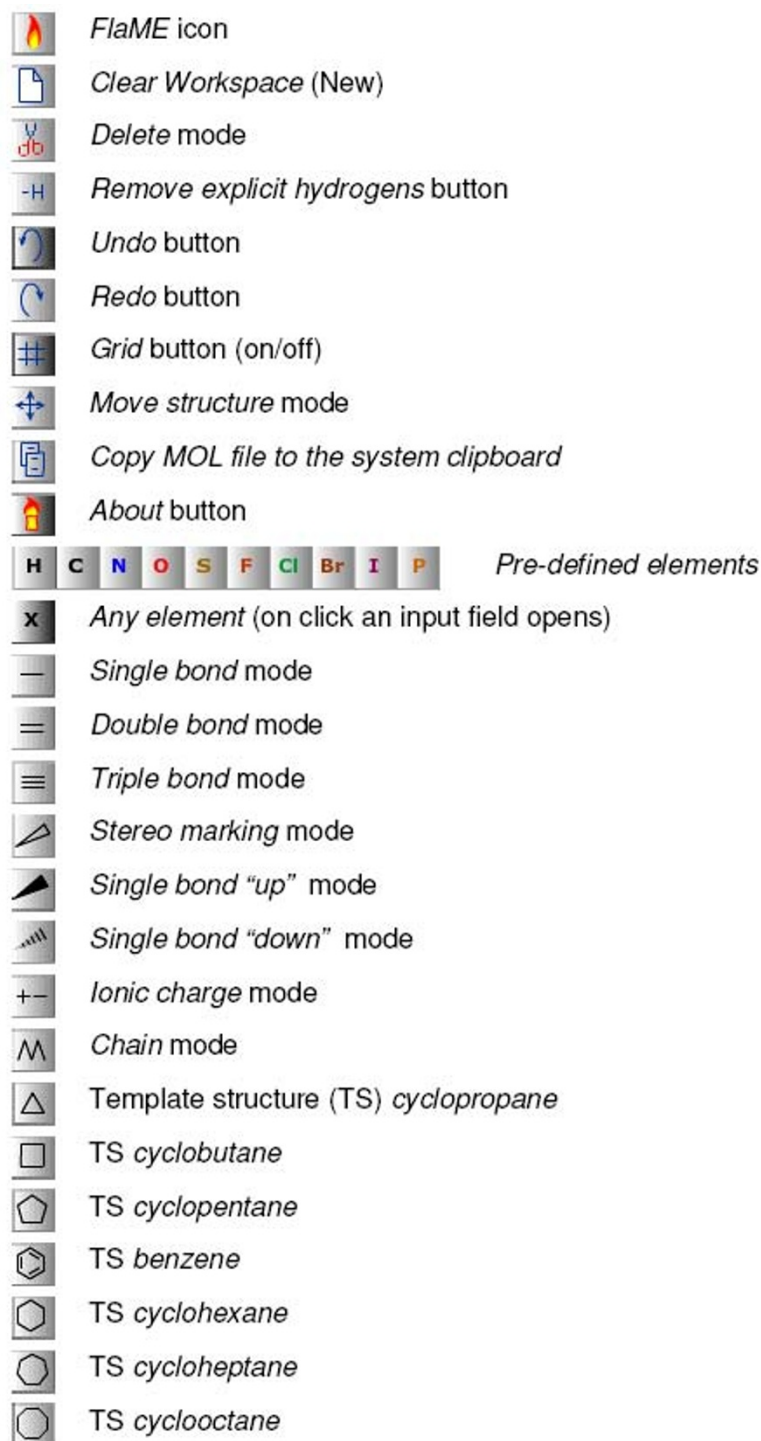 FlaME icon
Clear Workspace (New)
Delete mode
-H Remove explicit hydrogens button
Undo button
Redo button
Grid button (on/off)
Move structure mode
Copy MOL file to the system clipboard
About button
H C N O S F Cl Br I P Pre-defined elements
X Any element (on click an input field opens)
Single bond mode
Double bond mode
Triple bond mode
Stereo marking mode
Single bond “up” mode
Single bond “down” mode
+- Ionic charge mode
Chain mode
Template structure (TS) cyclopropane
TS cyclobutane
TS cyclopentane
TS benzene
TS cyclohexane
TS cycloheptane
TS cyclooctane